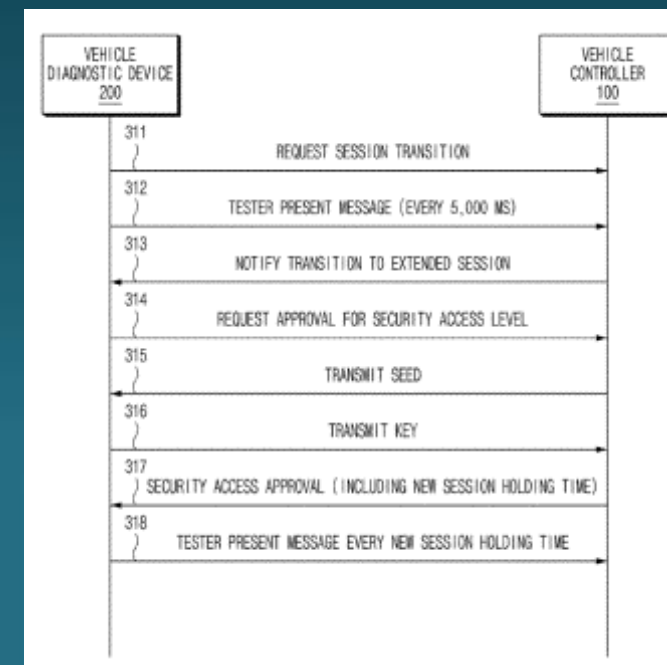 VEHICLE
DIAGNOSTIC DEVICE
200
VEHICLE
CONTROLLER
100
311
REQUEST SESSION TRANSITION
312
TESTER PRESENT MESSAGE (EVERY 5,000 MS)
313
NOTIFY TRANSITION TO EXTENDED SESSION
314
REQUEST APPROVAL FOR SECURITY ACCESS LEVEL
315
TRANSMIT SEED
316
TRANSMIT KEY
317
SECURITY ACCESS APPROVAL (INCLUDING NEW SESSION HOLDING TIME)
318
TESTER PRESENT MESSAGE EVERY NEW SESSION HOLDING TIME